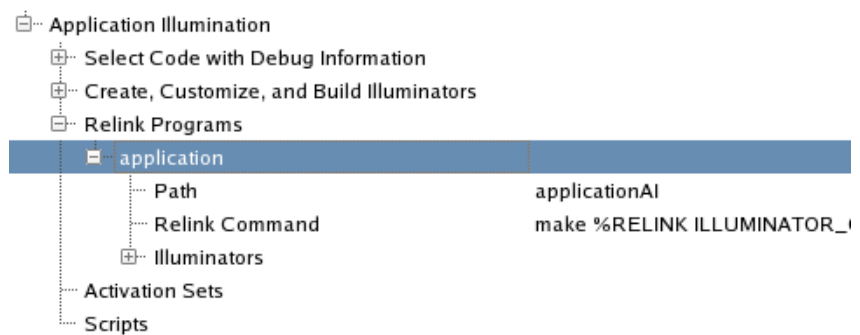 Application Illumination
Select Code with Debug Information
Create, Customize, and Build Illuminators
Relink Programs
application
Path applicationAI
Relink Command make %RELINK ILLUMINATOR_
Illuminators
Activation Sets
Scripts